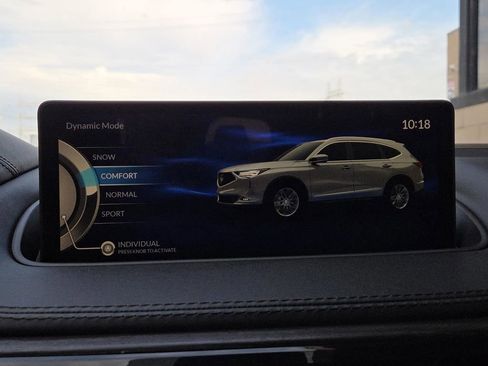 Dynamic Mode
10:18
SNOW
COMFORT
NORMAL
SPORT
INDIVIDUAL
PRESS KNOB TO ACTIVATE